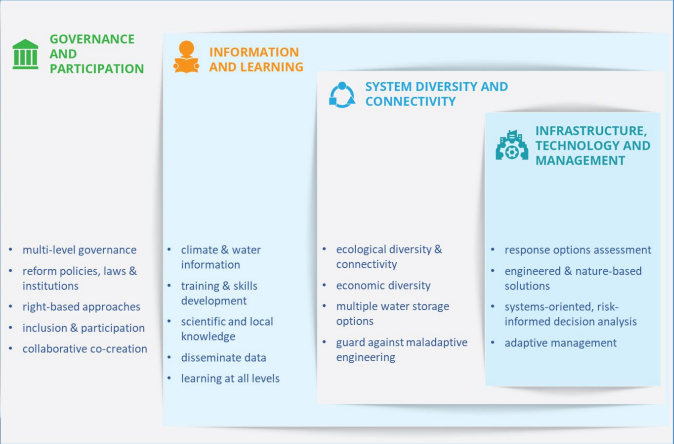 GOVERNANCE
AND
PARTICIPATION
• multi-level governance
• reform policies, laws &
institutions
• right-based approaches
• inclusion & participation
• collaborative co-creation
INFORMATION
AND LEARNING
• climate & water
information
• training & skills
development
• scientific and local
knowledge
• disseminate data
• learning at all levels
SYSTEM DIVERSITY AND
CONNECTIVITY
• ecological diversity &
connectivity
• economic diversity
• multiple water storage
options
• guard against maladaptive
engineering
INFRASTRUCTURE,
TECHNOLOGY AND
MANAGEMENT
• response options assessment
• engineered & nature-based
solutions
• systems-oriented, risk-
informed decision analysis
• adaptive management